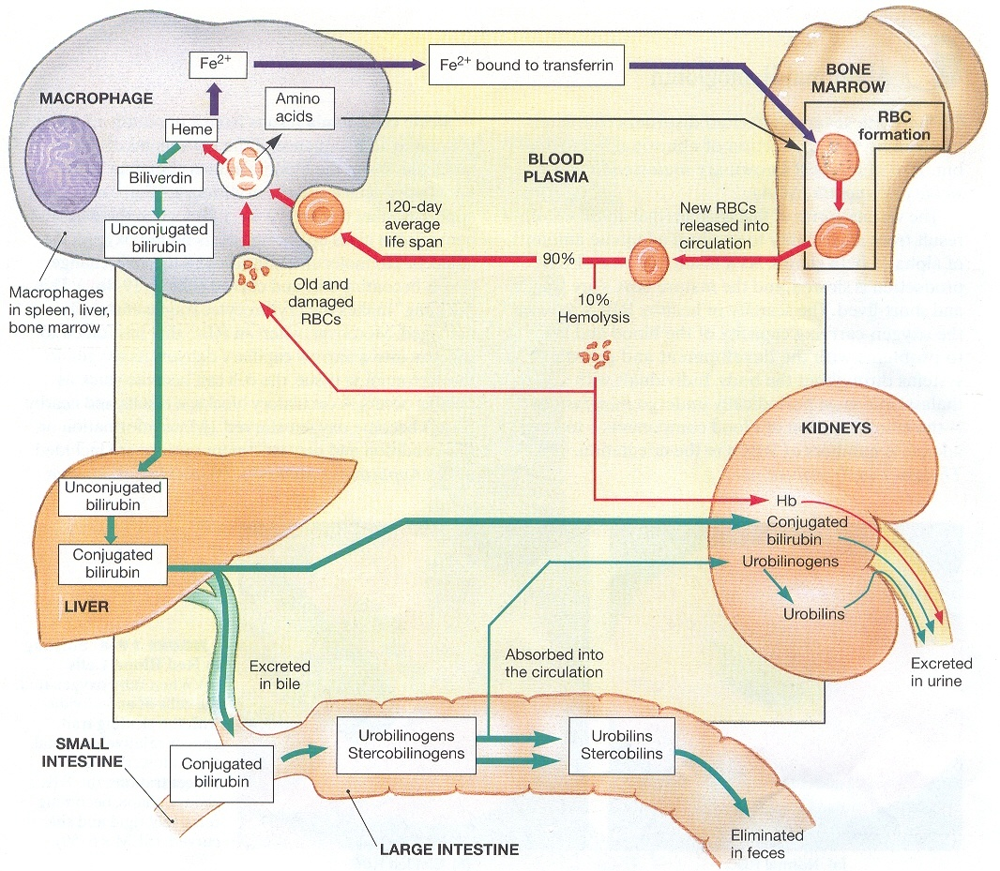 Fe2+
Fe2+ bound to transferrin
BONE
MARROW
MACROPHAGE
Amino
acids
RBC
formation
Heme
BLOOD
PLASMA
Biliverdin
120-day
average
life span
New RBCs
released into
circulation
Unconjugated
bilirubin
90%
Macrophages
in spleen, liver,
bone marrow
Old and
damaged
RBCs
10%
Hemolysis
KIDNEYS
Unconjugated
bilirubin
Hb
Conjugated
bilirubin
Conjugated
bilirubin
Urobilinogens
LIVER
Urobilins
Absorbed into
the circulation
Excreted
in bile
Excreted
in urine
SMALL
INTESTINE
Urobilinogens
Stercobilinogens
Urobilins
Stercobilins
Conjugated
bilirubin
Eliminated
in feces
LARGE INTESTINE